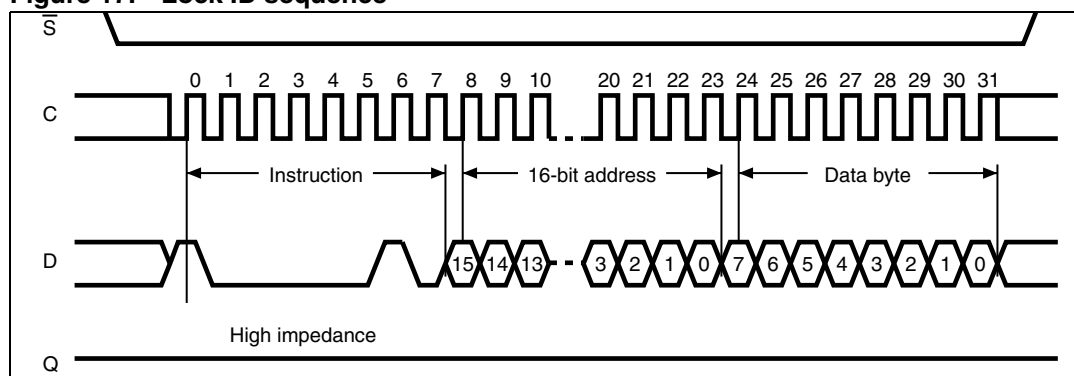 Figure 17. Lock ID sequence
S
0 1 2 3 4 5 6 7 8 9 10 20 21 22 23 24 25 26 27 28 29 30 31
C
Instruction 16-bit address Data byte
D
15 14 13 3 2 1 0 7 6 5 4 3 2 1 0
High impedance
Q